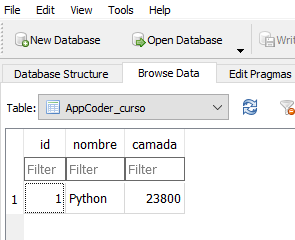 File Edit View Tools Help
New Database Open Database
Database Structure Browse Data Edit Pragmas
Table: AppCoder_curso
id nombre camada
Filter Filter Filter
1 1 Python 23800